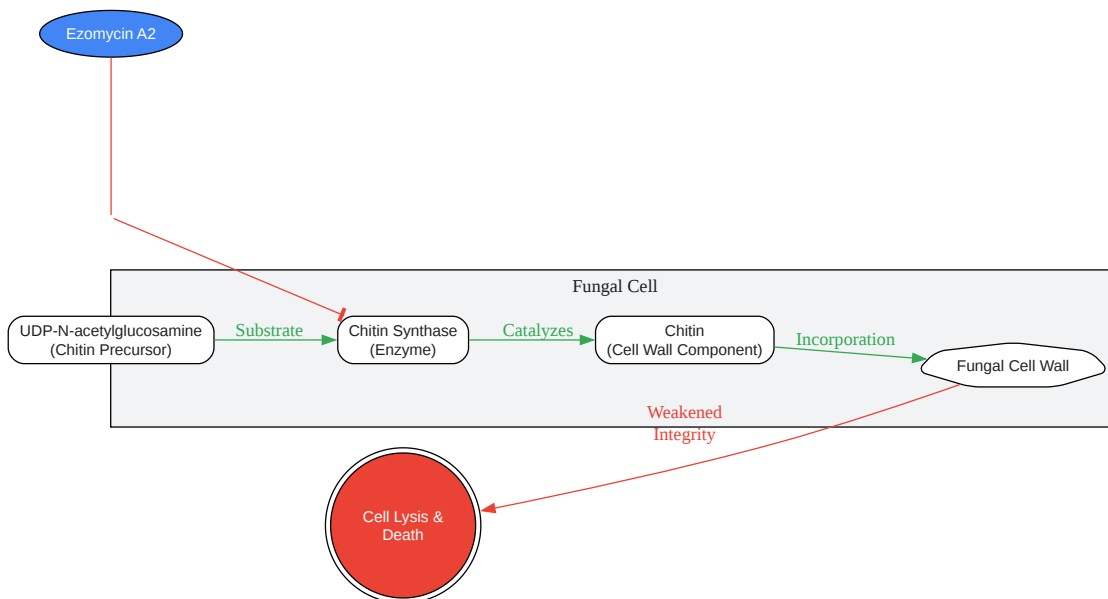 Ezomycin A2
Fungal Cell
UDP-N-acetylglucosamine
(Chitin Precursor)
Substrate
Chitin Synthase
(Enzyme)
Catalyzes
Chitin
(Cell Wall Component)
Incorporation
Fungal Cell Wall
Weakened
Integrity
Cell Lysis &
Death